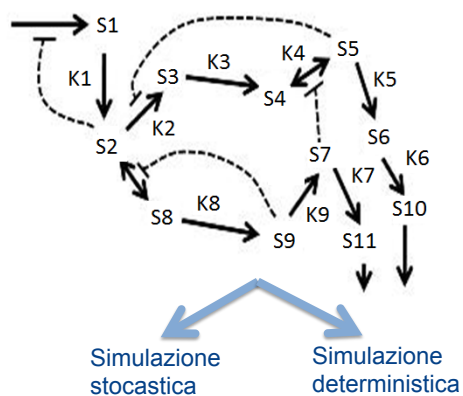 S1
S5
K1
S3
K3
K4
K5
S4
K2
S2
S6
S7
K6
K7
S8
K8
K9
S10
S9
S11
Simulazione
stocastica
Simulazione
deterministica